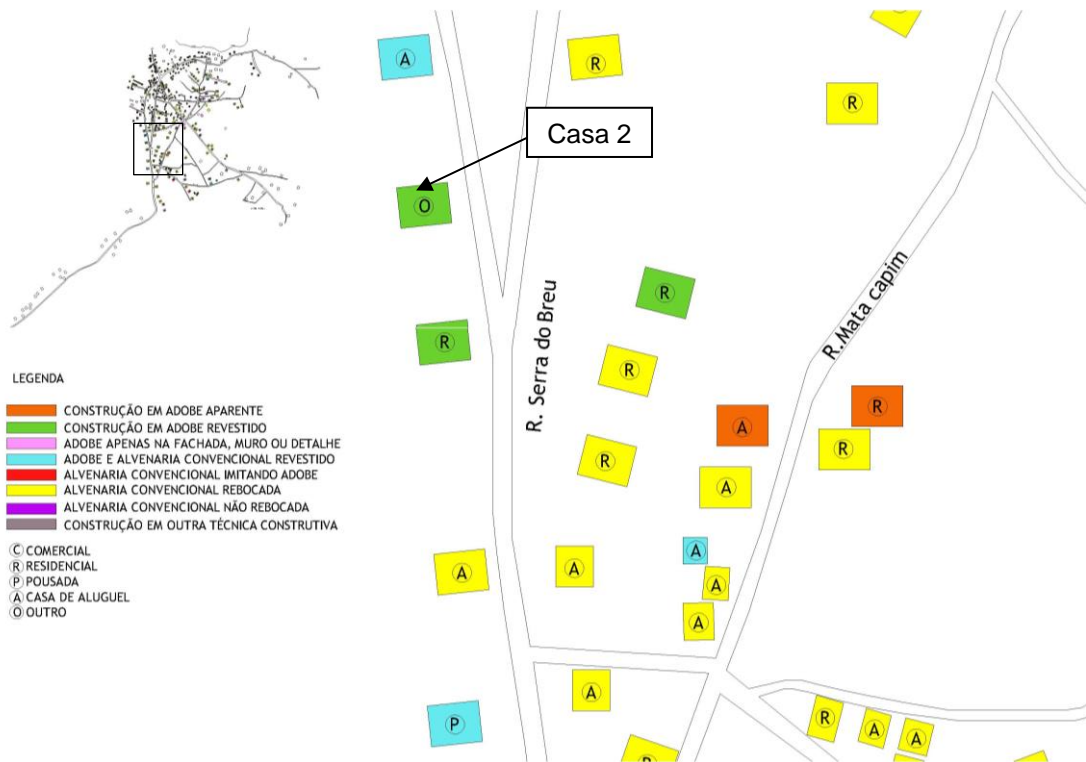 A
R
R
Casa 2
O
R
R
R. Serra do Breu
R. Mata capim
R
LEGENDA
CONSTRUÇÃO EM ADOBE APARENTE
CONSTRUÇÃO EM ADOBE REVESTIDO
ADOBE APENAS NA FACHADA, MURO OU DETALHE
ADOBE E ALVENARIA CONVENCIONAL REVESTIDO
ALVENARIA CONVENCIONAL IMITANDO ADOBE
ALVENARIA CONVENCIONAL REBOCADA
ALVENARIA CONVENCIONAL NÃO REBOCADA
CONSTRUÇÃO EM OUTRA TÉCNICA CONSTRUTIVA
C COMERCIAL
R RESIDENCIAL
P POUSADA
A CASA DE ALUGUEL
O OUTRO
R
A
R
R
A
A
A
A
A
A
A
P
A
R
A
A